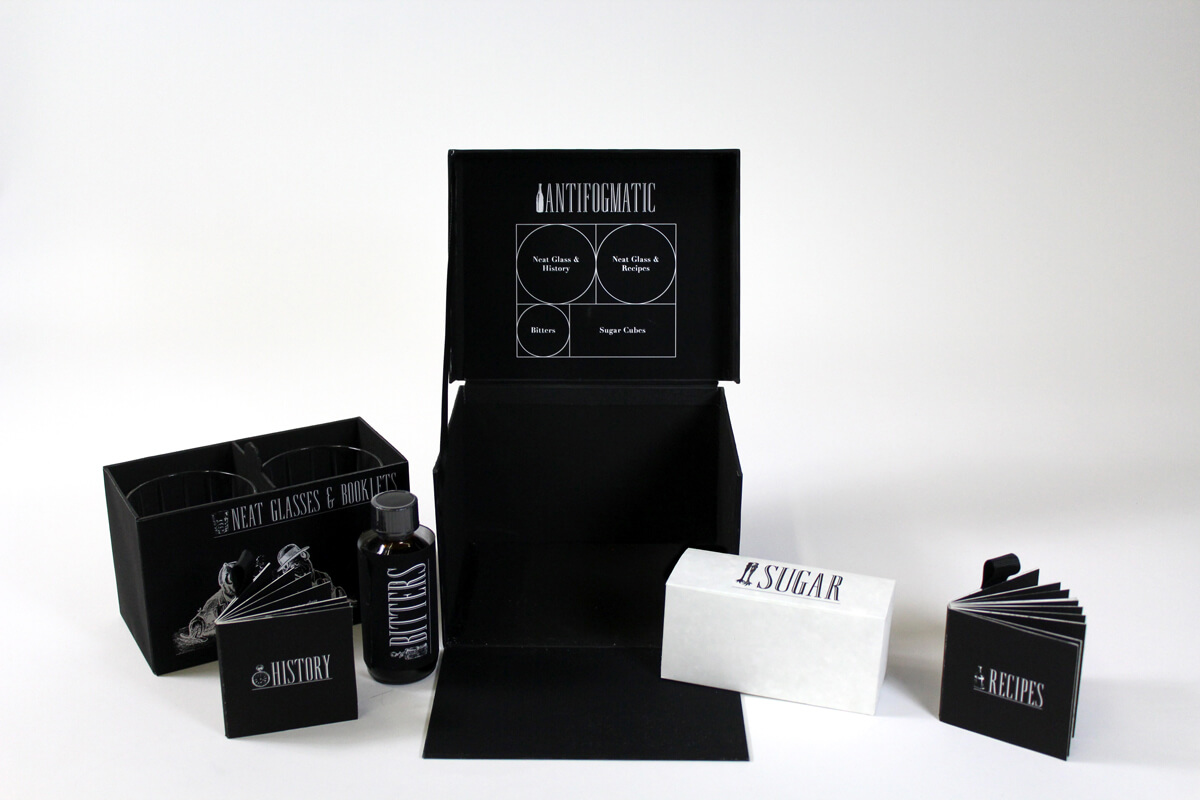 ANTIFOGMATIC
Neat Glass &
History
Neat Glass &
Recipes
Bitters
Sugar Cubes
NEAT GLASSES & BOOKLETS
BITTERS
HISTORY
SUGAR
RECIPES